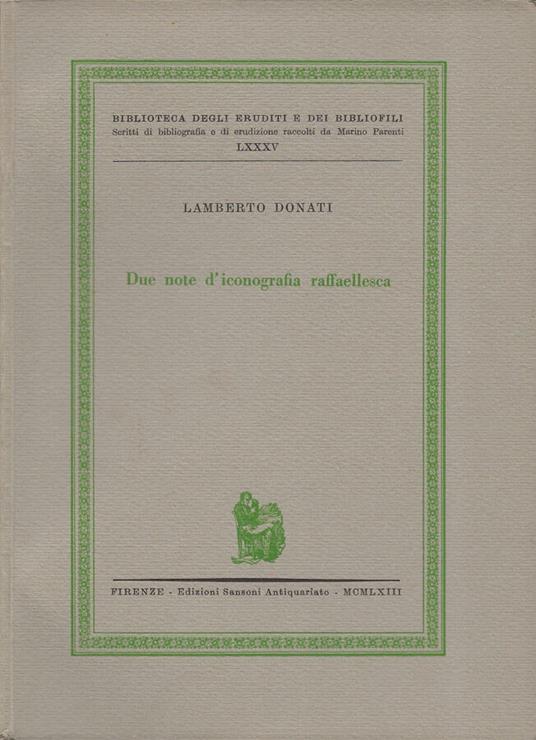 BIBLIOTECA DEGLI ERUDITI E DEI BIBLIOFILI
Scritti di bibliografia e di erudizione raccolti da Marino Parenti
LXXXV
LAMBERTO DONATI
Due note d'iconografia raffaellesca
FIRENZE - Edizioni Sansoni Antiquariato - MCMLXIII